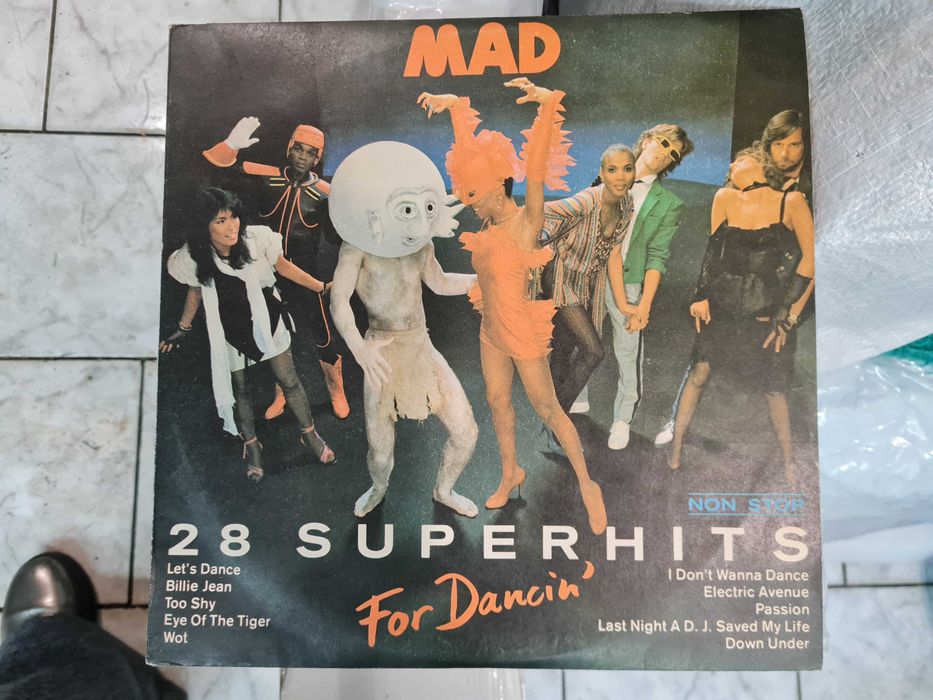 MAD
NON STOP
28 SUPERHITS
For Dancin'
Let's Dance
Billie Jean
Too Shy
Eye Of The Tiger
Wot
I Don't Wanna Dance
Electric Avenue
Passion
Last Night A D. J. Saved My Life
Down Under